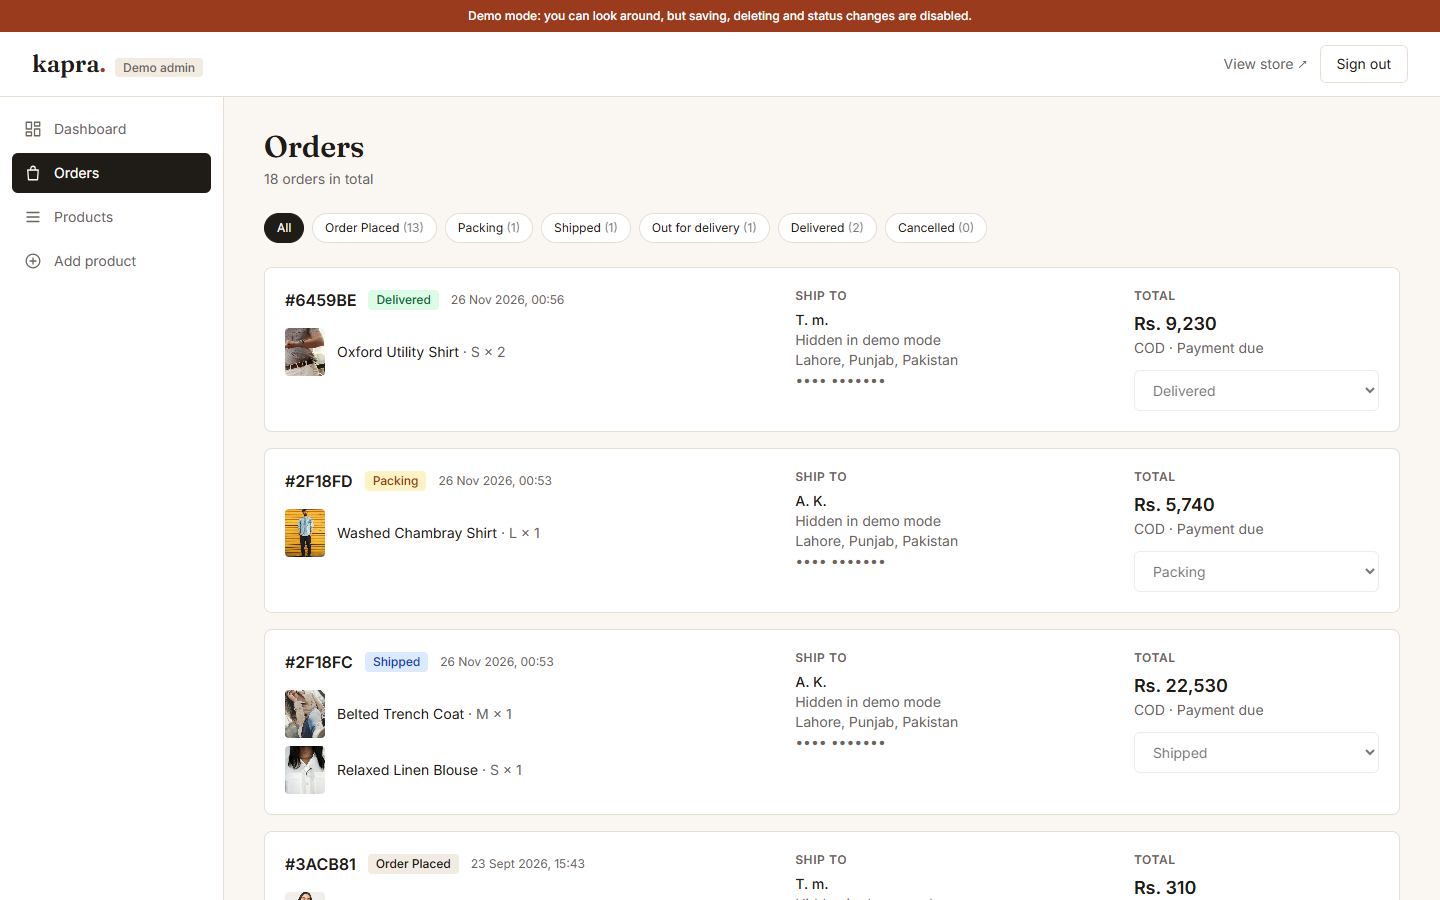 Demo mode: you can look around, but saving, deleting and status changes are disabled.
kapra. Demo admin
View store ↗ Sign out
Dashboard
Orders
Products
Add product
Orders
18 orders in total
All
Order Placed (13)
Packing (1)
Shipped (1)
Out for delivery (1)
Delivered (2)
Cancelled (0)
#6459BE Delivered 26 Nov 2026, 00:56
Oxford Utility Shirt · S × 2
SHIP TO
T. m.
Hidden in demo mode
Lahore, Punjab, Pakistan
•••• •••••••
TOTAL
Rs. 9,230
COD · Payment due
Delivered
#2F18FD Packing 26 Nov 2026, 00:53
Washed Chambray Shirt · L × 1
SHIP TO
A. K.
Hidden in demo mode
Lahore, Punjab, Pakistan
•••• •••••••
TOTAL
Rs. 5,740
COD · Payment due
Packing
#2F18FC Shipped 26 Nov 2026, 00:53
Belted Trench Coat · M × 1
Relaxed Linen Blouse · S × 1
SHIP TO
A. K.
Hidden in demo mode
Lahore, Punjab, Pakistan
•••• •••••••
TOTAL
Rs. 22,530
COD · Payment due
Shipped
#3ACB81 Order Placed 23 Sept 2026, 15:43
SHIP TO
T. m.
TOTAL
Rs. 310